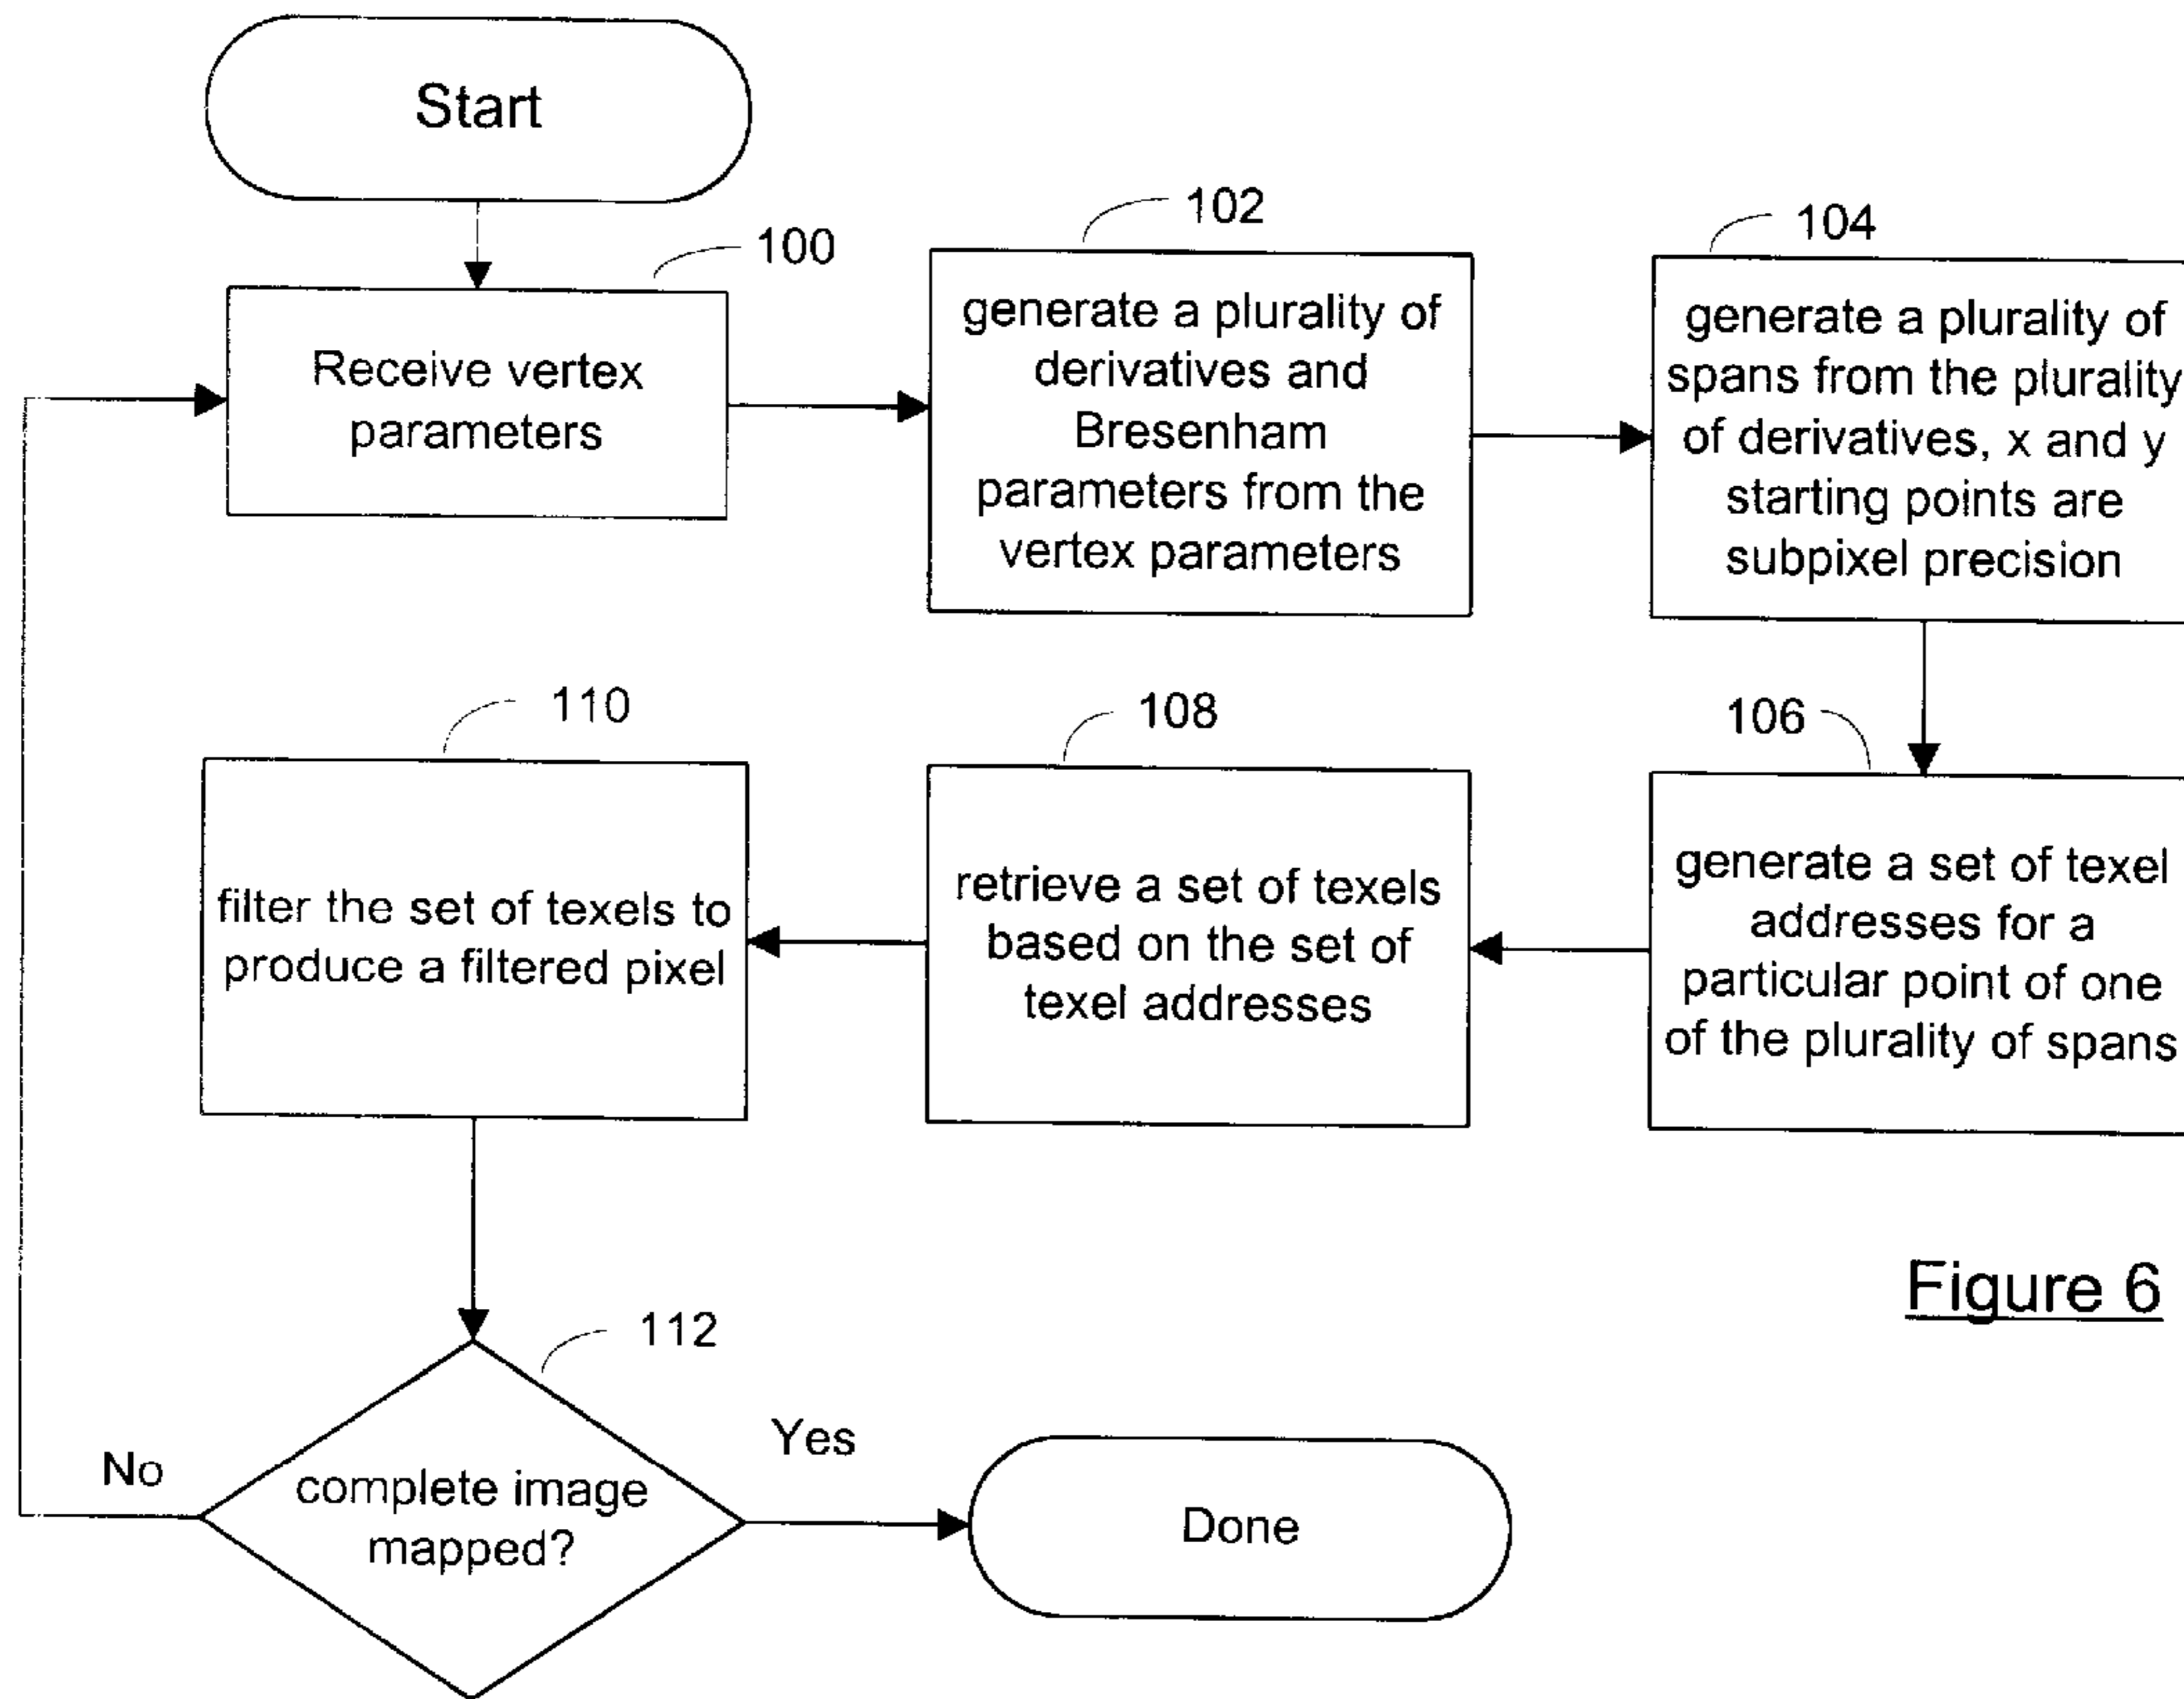 Start
100
Receive vertex
parameters
102
generate a plurality of
derivatives and
Bresenham
parameters from the
vertex parameters
104
generate a plurality of
spans from the plurality
of derivatives, x and y
starting points are
subpixel precision
106
generate a set of texel
addresses for a
particular point of one
of the plurality of spans
108
retrieve a set of texels
based on the set of
texel addresses
110
filter the set of texels to
produce a filtered pixel
112
complete image
mapped?
No
Yes
Done
Figure 6